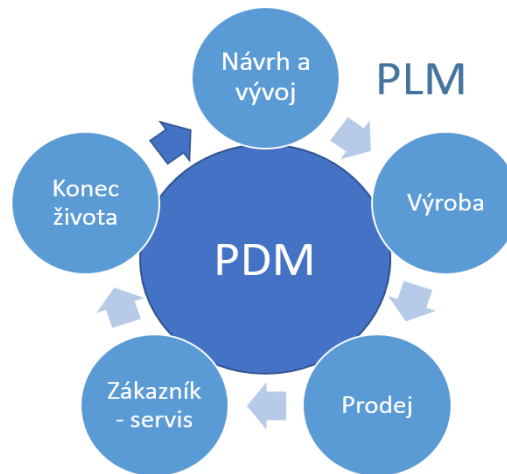 Návrh a
vývoj
PLM
Konec
života
Výroba
PDM
Zákazník
- servis
Prodej